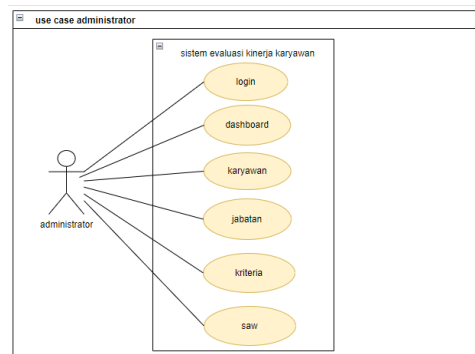 use case administrator
sistem evaluasi kinerja karyawan
login
dashboard
karyawan
jabatan
administrator
kriteria
saw